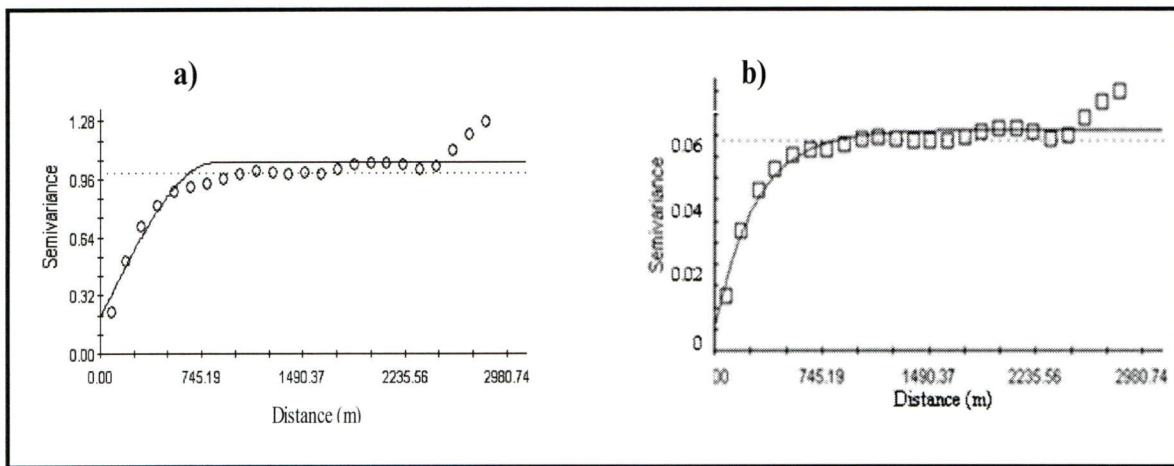 a)
1.28
0.96
0.64
0.32
0.00
Semivariance
0.00 745.19 1490.37 2235.56 2980.74
Distance (m)
b)
0.06
0.04
0.02
0
Semivariance
00 745.19 1490.37 2235.56 2980.74
Distance (m)